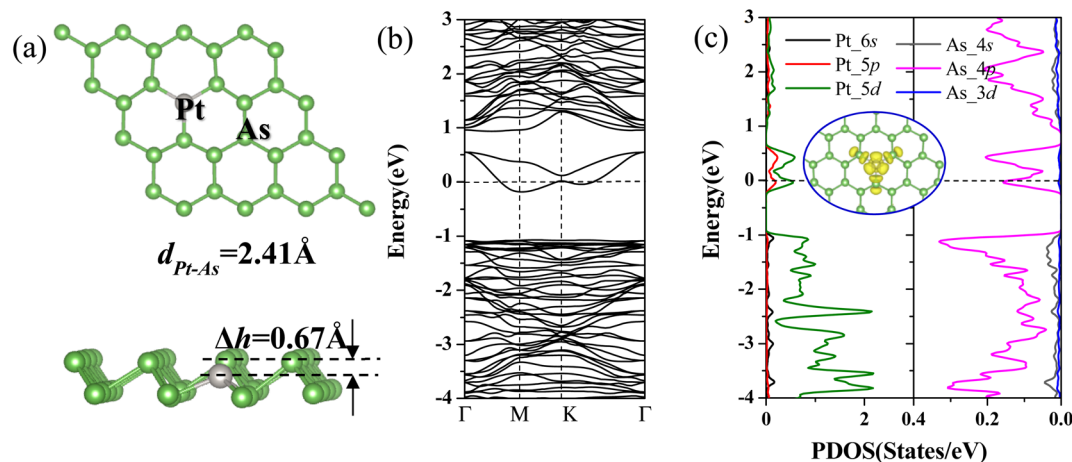 (a)
Pt
As
d Pt-As=2.41Å
Δh=0.67Å
(b)
Energy(eV)
3
2
1
0
-1
-2
-3
-4
Γ
M
K
Γ
(c)
Energy(eV)
3
2
1
0
-1
-2
-3
-4
Pt_6s
Pt_5p
Pt_5d
As_4s
As_4p
As_3d
0
2
0.4
0.2
0.0
PDOS(States/eV)